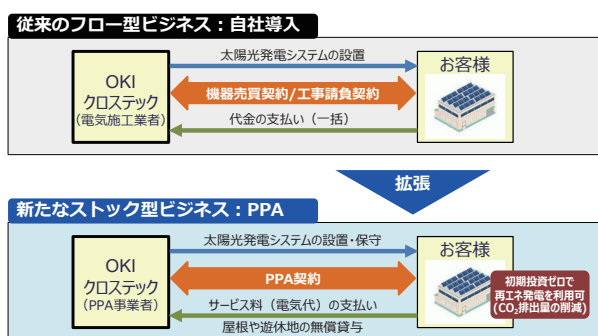 従来のフロー型ビジネス：自社導入
太陽光発電システムの設置
OKI
クロステック
(電気施工業者)
機器売買契約/工事請負契約
代金の支払い（一括）
お客様
拡張
新たなストック型ビジネス：PPA
太陽光発電システムの設置・保守
OKI
クロステック
（PPA事業者）
PPA契約
サービス料（電気代）の支払い
屋根や遊休地の無償貸与
お客様
初期投資ゼロで
再エネ発電を利用可
(CO₂排出量の削減)